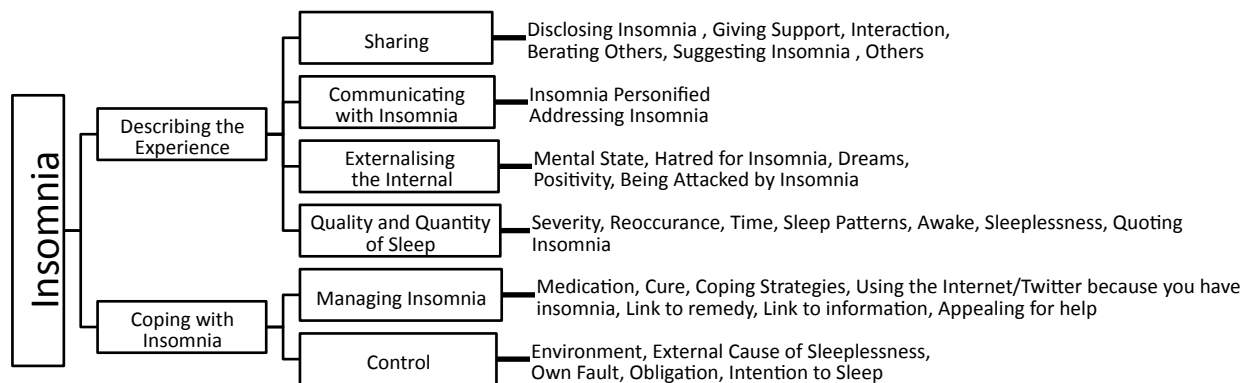 Insomnia
Describing the
Experience
Sharing
Disclosing Insomnia , Giving Support, Interaction,
Berating Others, Suggesting Insomnia , Others
Communicating
with Insomnia
Insomnia Personified
Addressing Insomnia
Externalising
the Internal
Mental State, Hatred for Insomnia, Dreams,
Positivity, Being Attacked by Insomnia
Quality and Quantity
of Sleep
Severity, Reoccurance, Time, Sleep Patterns, Awake, Sleeplessness, Quoting
Insomnia
Coping with
Insomnia
Managing Insomnia
Medication, Cure, Coping Strategies, Using the Internet/Twitter because you have
insomnia, Link to remedy, Link to information, Appealing for help
Control
Environment, External Cause of Sleeplessness,
Own Fault, Obligation, Intention to Sleep